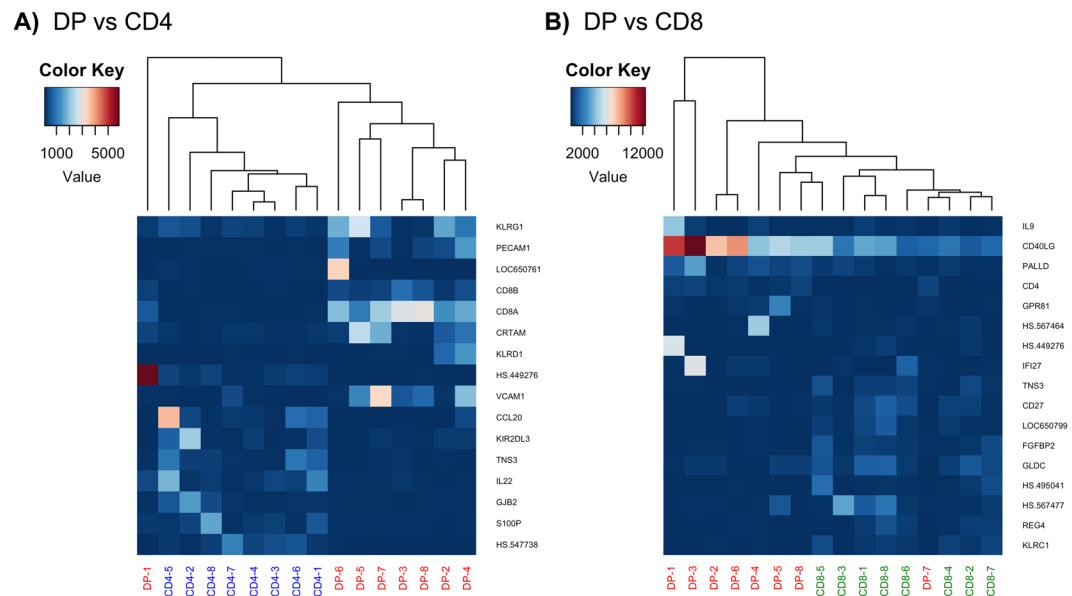 A) DP vs CD4
Color Key
1000 5000
Value
KLRG1
PECAM1
LOC650761
CD8B
CD8A
CRTAM
KLRD1
HS.449276
VCAM1
CCL20
KIR2DL3
TNS3
IL22
GJB2
S100P
HS.547738
DP-1
CD4-5
CD4-2
CD4-8
CD4-7
CD4-4
CD4-3
CD4-6
CD4-1
DP-6
DP-5
DP-7
DP-3
DP-8
DP-2
DP-4
B) DP vs CD8
Color Key
2000 12000
Value
IL9
CD40LG
PALLD
CD4
GPR81
HS.567464
HS.449276
IFI27
TNS3
CD27
LOC650799
FGFBP2
GLDC
HS.495041
HS.567477
REG4
KLRC1
DP-1
DP-3
DP-2
DP-6
DP-4
DP-5
DP-8
CD8-5
CD8-3
CD8-1
CD8-8
CD8-6
DP-7
CD8-4
CD8-2
CD8-7